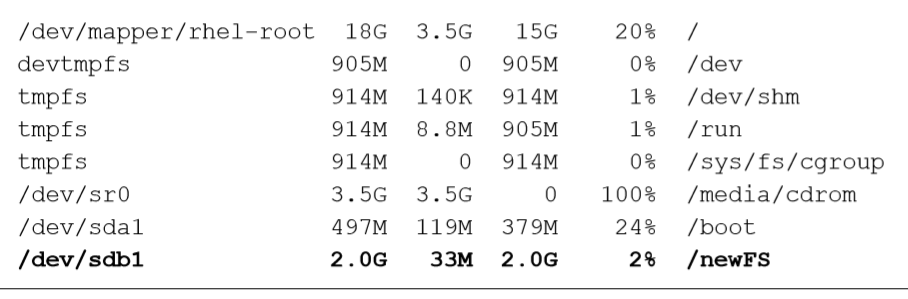 /dev/mapper/rhel-root 18G 3.5G 15G 20% /
devtmpfs 905M 0 905M 0% /dev
tmpfs 914M 140K 914M 1% /dev/shm
tmpfs 914M 8.8M 905M 1% /run
tmpfs 914M 0 914M 0% /sys/fs/cgroup
/dev/sr0 3.5G 3.5G 0 100% /media/cdrom
/dev/sda1 497M 119M 379M 24% /boot
/dev/sdb1 2.0G 33M 2.0G 2% /newFS